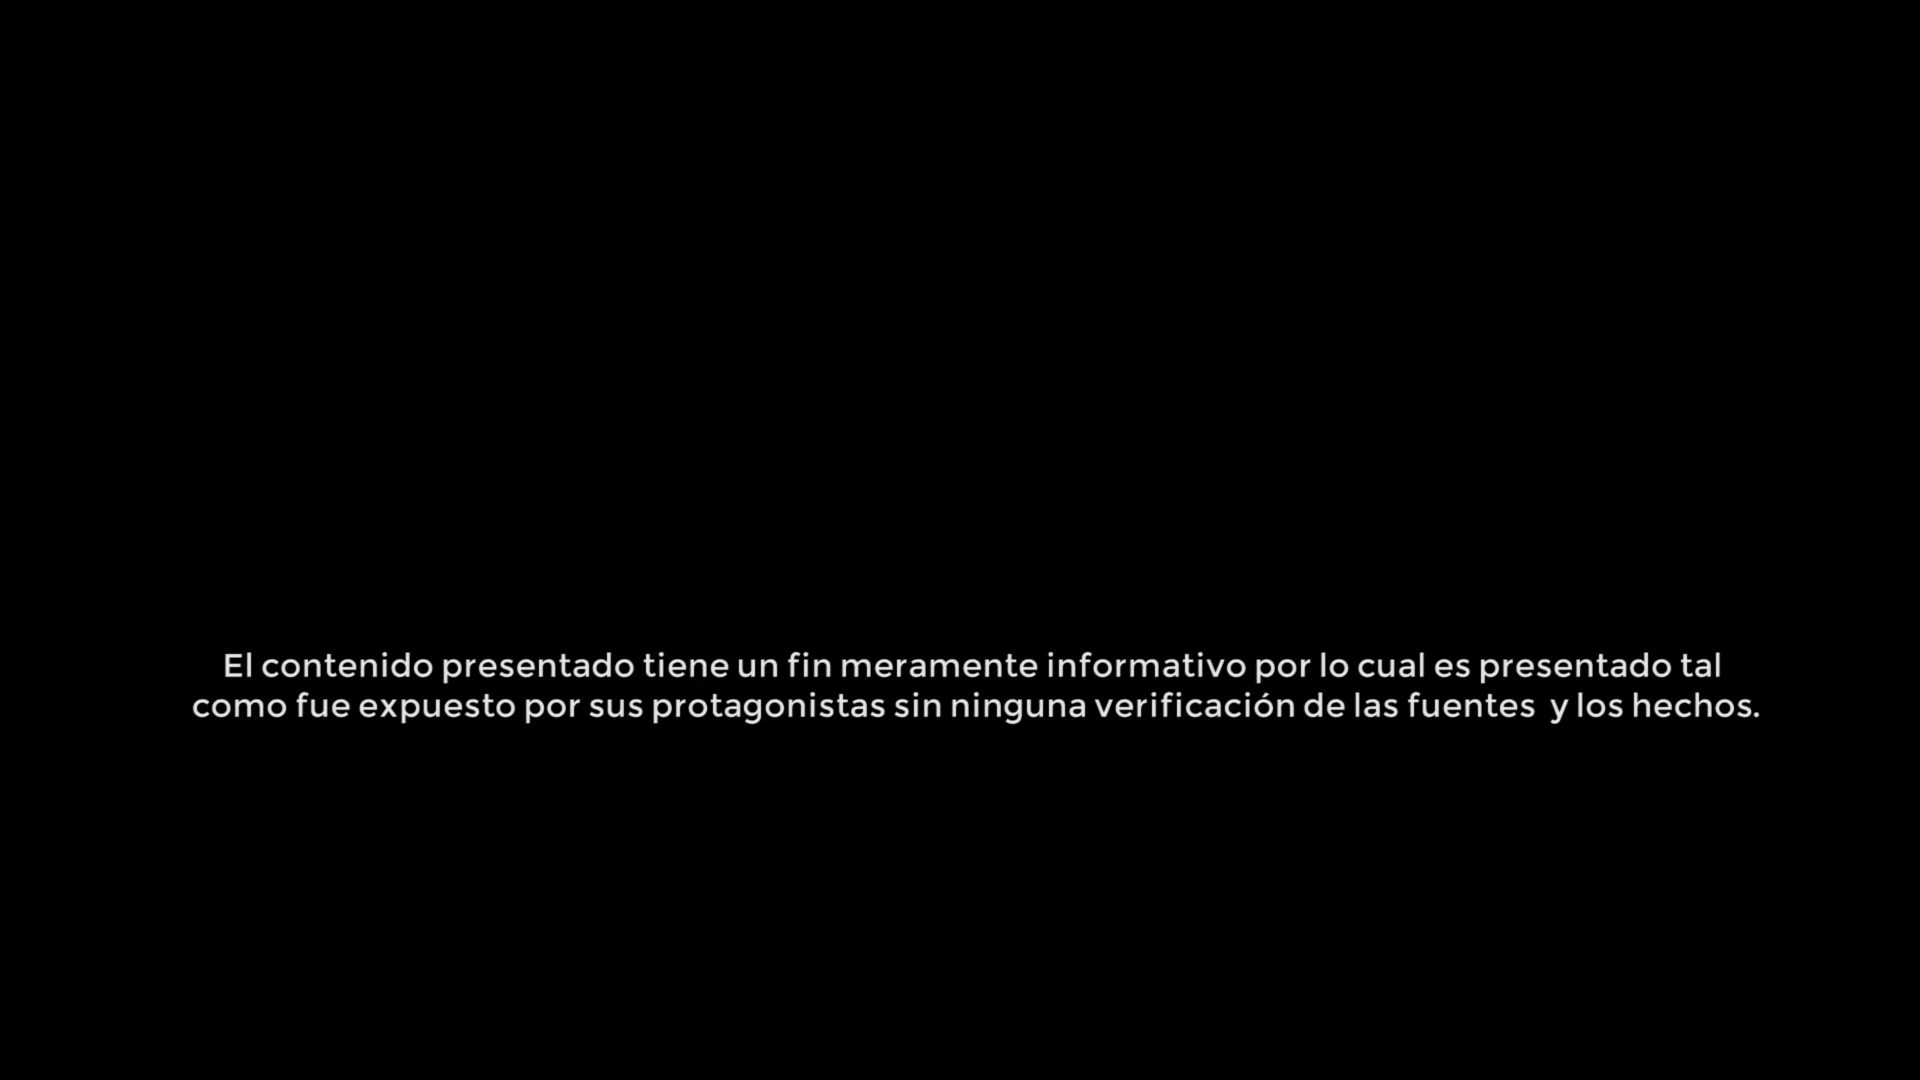 El contenido presentado tiene un fin meramente informativo por lo cual es presentado tal
como fue expuesto por sus protagonistas sin ninguna verificación de las fuentes  y los hechos.